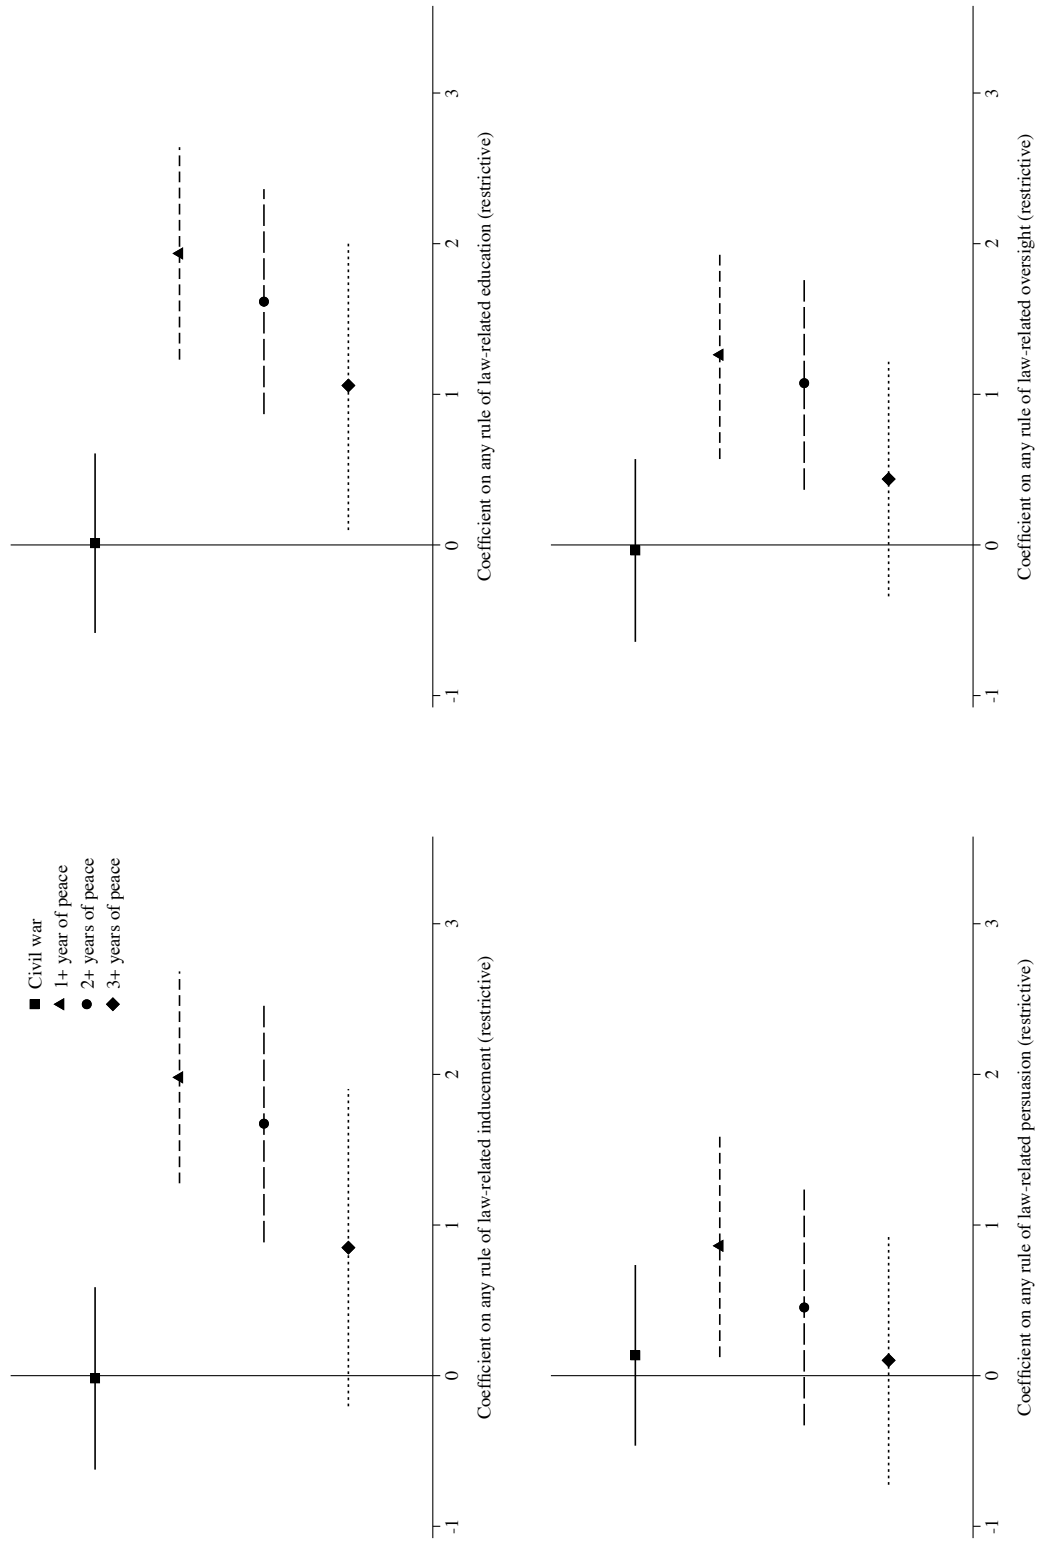 Civil war
1+ year of peace
2+ years of peace
3+ years of peace
-1 0 1 2 3
Coefficient on any rule of law-related inducement (restrictive)
-1 0 1 2 3
Coefficient on any rule of law-related education (restrictive)
-1 0 1 2 3
Coefficient on any rule of law-related persuasion (restrictive)
-1 0 1 2 3
Coefficient on any rule of law-related oversight (restrictive)